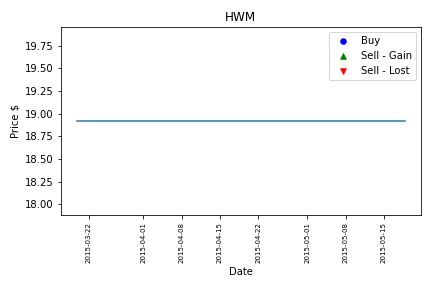 HWM
Buy
Sell - Gain
Sell - Lost
Price $
19.75
19.50
19.25
19.00
18.75
18.50
18.25
18.00
2015-03-22
2015-04-01
2015-04-08
2015-04-15
2015-04-22
2015-05-01
2015-05-08
2015-05-15
Date